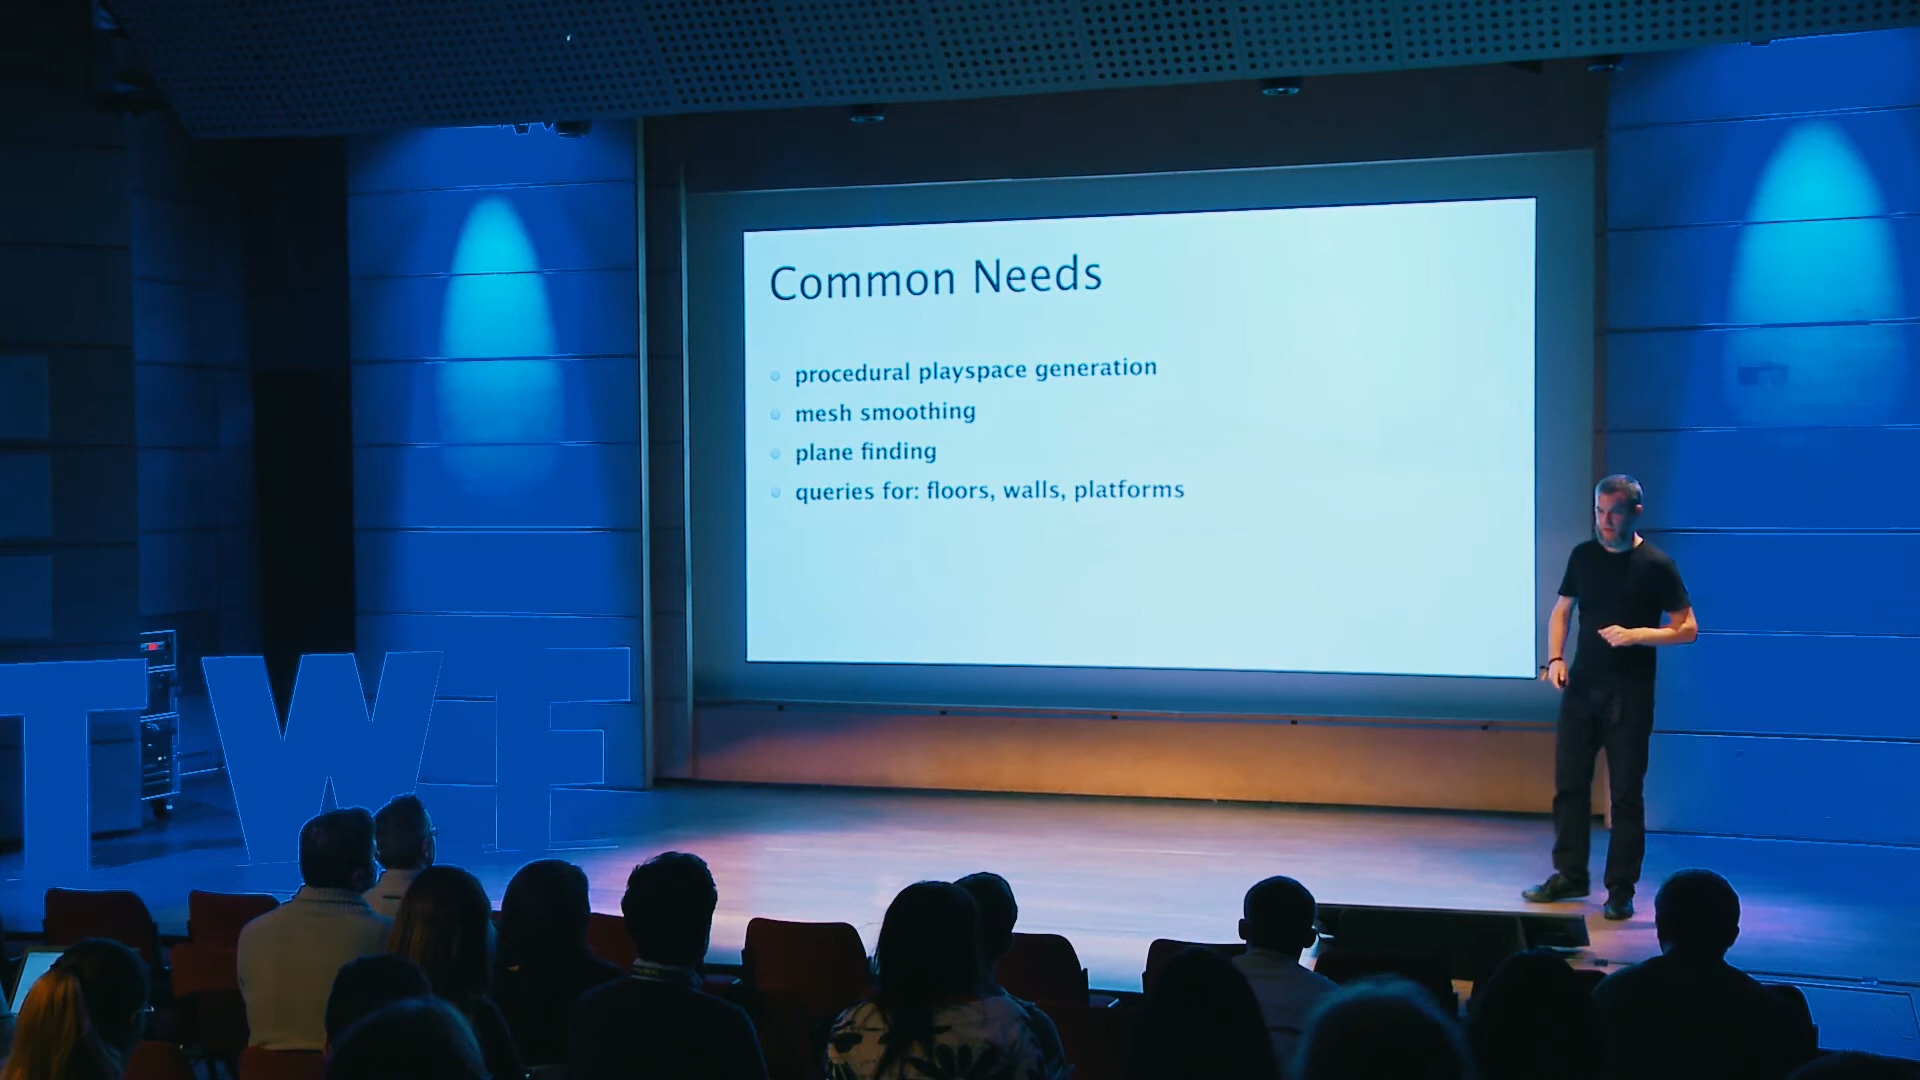 Common Needs
procedural playspace generation
mesh smoothing
plane finding
queries for: floors, walls, platforms
TWF